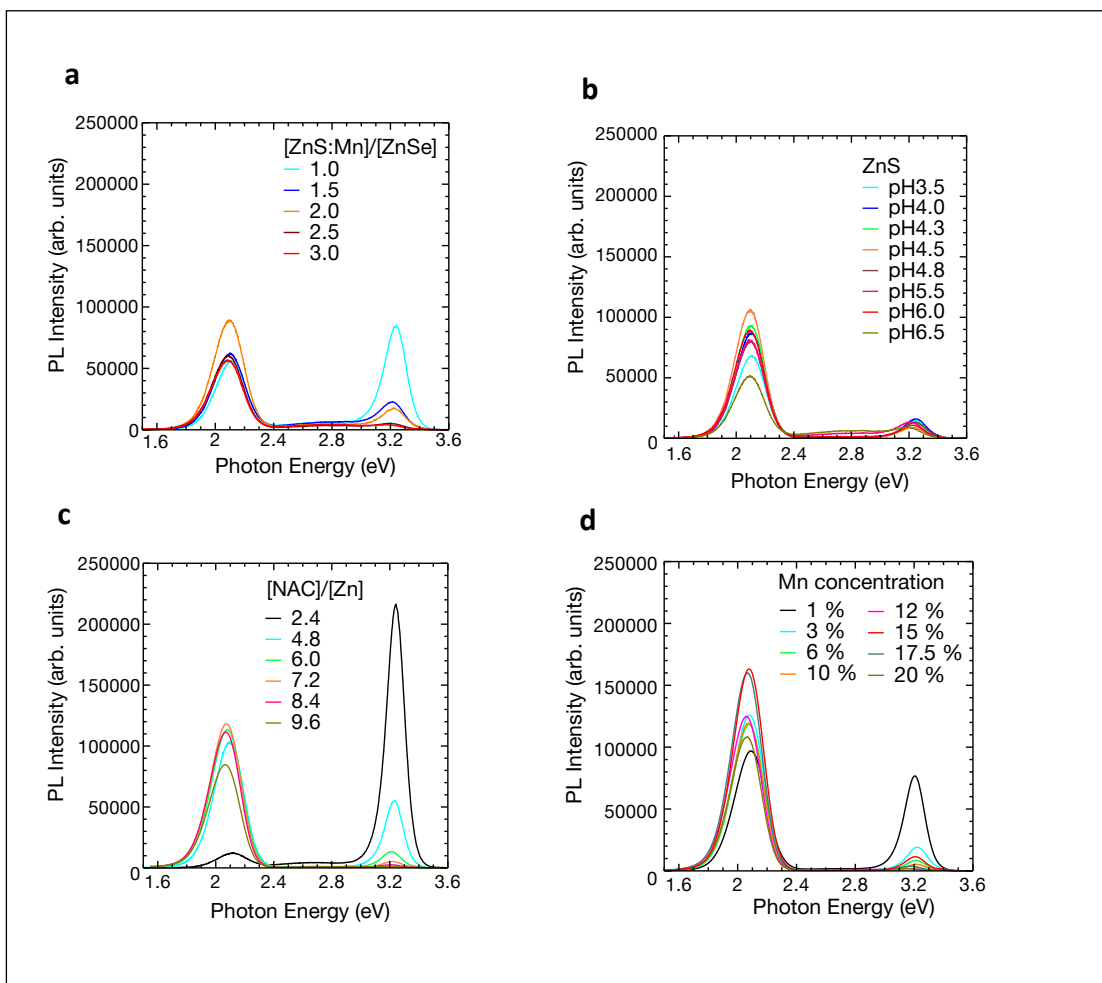 a
[ZnS:Mn]/[ZnSe]
1.0
1.5
2.0
2.5
3.0
250000
200000
150000
100000
50000
0
PL Intensity (arb. units)
1.6 2 2.4 2.8 3.2 3.6
Photon Energy (eV)
b
ZnS
pH3.5
pH4.0
pH4.3
pH4.5
pH4.8
pH5.5
pH6.0
pH6.5
250000
200000
150000
100000
50000
0
PL Intensity (arb. units)
1.6 2 2.4 2.8 3.2 3.6
Photon Energy (eV)
c
[NAC]/[Zn]
2.4
4.8
6.0
7.2
8.4
9.6
250000
200000
150000
100000
50000
0
PL Intensity (arb. units)
1.6 2 2.4 2.8 3.2 3.6
Photon Energy (eV)
d
Mn concentration
1 % 12 %
3 % 15 %
6 % 17.5 %
10 % 20 %
250000
200000
150000
100000
50000
0
PL Intensity (arb. units)
1.6 2 2.4 2.8 3.2 3.6
Photon Energy (eV)